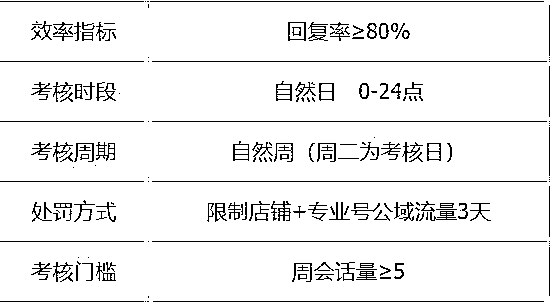 效率指标 回复率≥80%
考核时段 自然日 0-24点
考核周期 自然周（周二为考核日）
处罚方式 限制店铺+专业号公域流量3天
考核门槛 周会话量≥5